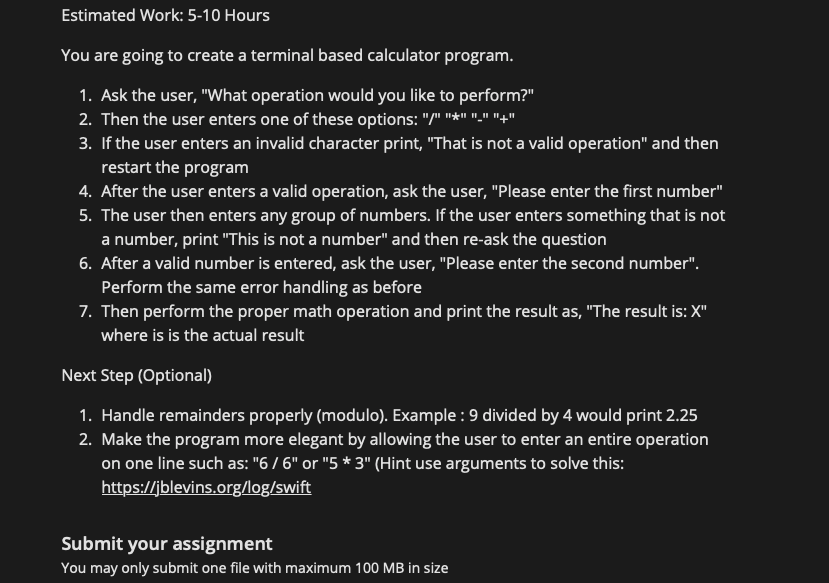 Estimated Work: 5-10 Hours
You are going to create a terminal based calculator program.
1. Ask the user, "What operation would you like to perform?"
2. Then the user enters one of these options: "/" "*" "-" "+"
3. If the user enters an invalid character print, "That is not a valid operation" and then
restart the program
4. After the user enters a valid operation, ask the user, "Please enter the first number"
5. The user then enters any group of numbers. If the user enters something that is not
a number, print "This is not a number" and then re-ask the question
6. After a valid number is entered, ask the user, "Please enter the second number".
Perform the same error handling as before
7. Then perform the proper math operation and print the result as, "The result is: X"
where is is the actual result
Next Step (Optional)
1. Handle remainders properly (modulo). Example : 9 divided by 4 would print 2.25
2. Make the program more elegant by allowing the user to enter an entire operation
on one line such as: "6 / 6" or "5 * 3" (Hint use arguments to solve this:
https://jblevins.org/log/swift
Submit your assignment
You may only submit one file with maximum 100 MB in size